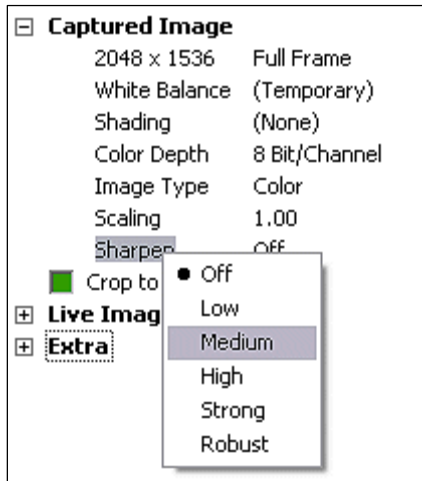 Captured Image
2048 x 1536 Full Frame
White Balance (Temporary)
Shading (None)
Color Depth 8 Bit/Channel
Image Type Color
Scaling 1.00
Sharpen Off
Crop to
Live Imag
Extra
Off
Low
Medium
High
Strong
Robust